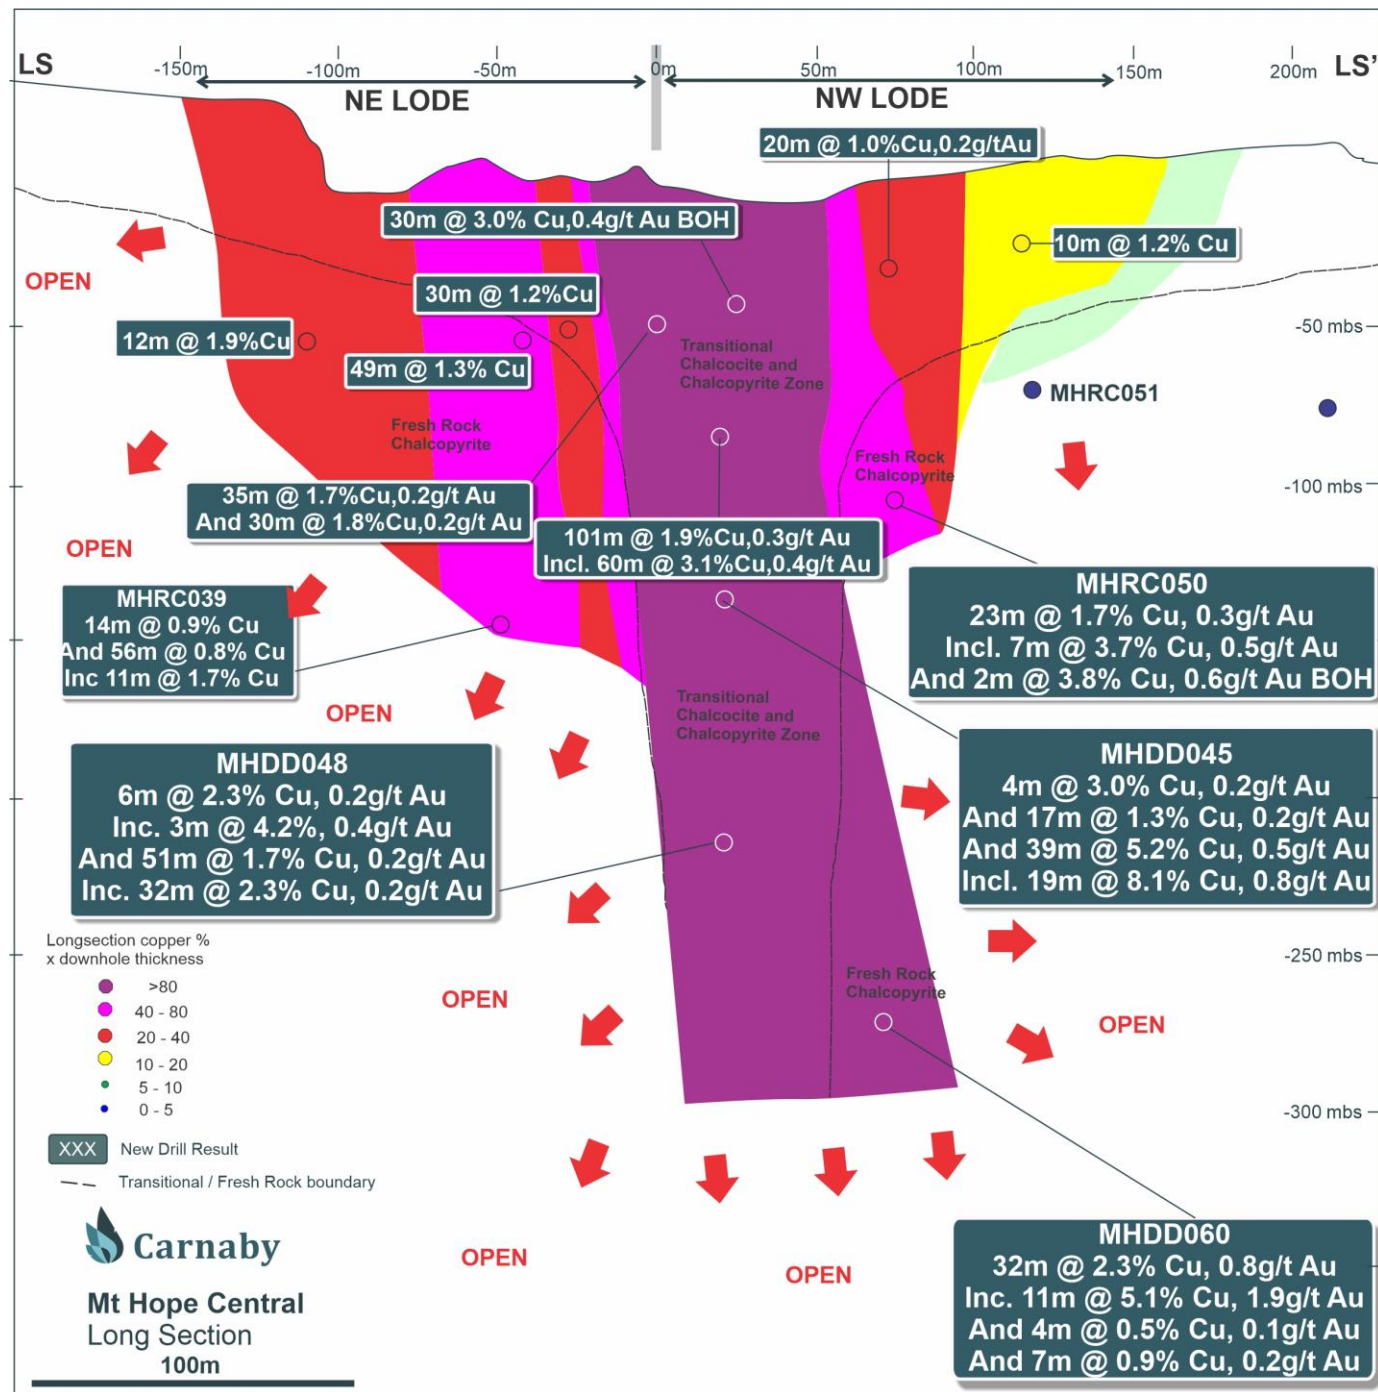 LS
-150m
-100m
-50m
0m
50m
100m
150m
200m
LS'
NE LODE
NW LODE
20m @ 1.0%Cu,0.2g/tAu
30m @ 3.0% Cu,0.4g/t Au BOH
10m @ 1.2% Cu
OPEN
30m @ 1.2%Cu
12m @ 1.9%Cu
49m @ 1.3% Cu
Transitional
Chalcocite and
Chalcopyrite Zone
-50 mbs
MHRC051
Fresh Rock
Chalcopyrite
Fresh Rock
Chalcopyrite
-100 mbs
35m @ 1.7%Cu,0.2g/t Au
And 30m @ 1.8%Cu,0.2g/t Au
101m @ 1.9%Cu,0.3g/t Au
Incl. 60m @ 3.1%Cu,0.4g/t Au
OPEN
MHRC039
14m @ 0.9% Cu
And 56m @ 0.8% Cu
Inc 11m @ 1.7% Cu
MHRC050
23m @ 1.7% Cu, 0.3g/t Au
Incl. 7m @ 3.7% Cu, 0.5g/t Au
And 2m @ 3.8% Cu, 0.6g/t Au BOH
OPEN
Transitional
Chalcocite and
Chalcopyrite Zone
MHDD048
6m @ 2.3% Cu, 0.2g/t Au
Inc. 3m @ 4.2%, 0.4g/t Au
And 51m @ 1.7% Cu, 0.2g/t Au
Inc. 32m @ 2.3% Cu, 0.2g/t Au
MHDD045
4m @ 3.0% Cu, 0.2g/t Au
And 17m @ 1.3% Cu, 0.2g/t Au
And 39m @ 5.2% Cu, 0.5g/t Au
Incl. 19m @ 8.1% Cu, 0.8g/t Au
-250 mbs
Longsection copper %
x downhole thickness
>80
40 - 80
20 - 40
10 - 20
5 - 10
0 - 5
OPEN
Fresh Rock
Chalcopyrite
OPEN
-300 mbs
XXX New Drill Result
Transitional / Fresh Rock boundary
Carnaby
OPEN
OPEN
MHDD060
32m @ 2.3% Cu, 0.8g/t Au
Inc. 11m @ 5.1% Cu, 1.9g/t Au
And 4m @ 0.5% Cu, 0.1g/t Au
And 7m @ 0.9% Cu, 0.2g/t Au
Mt Hope Central
Long Section
100m